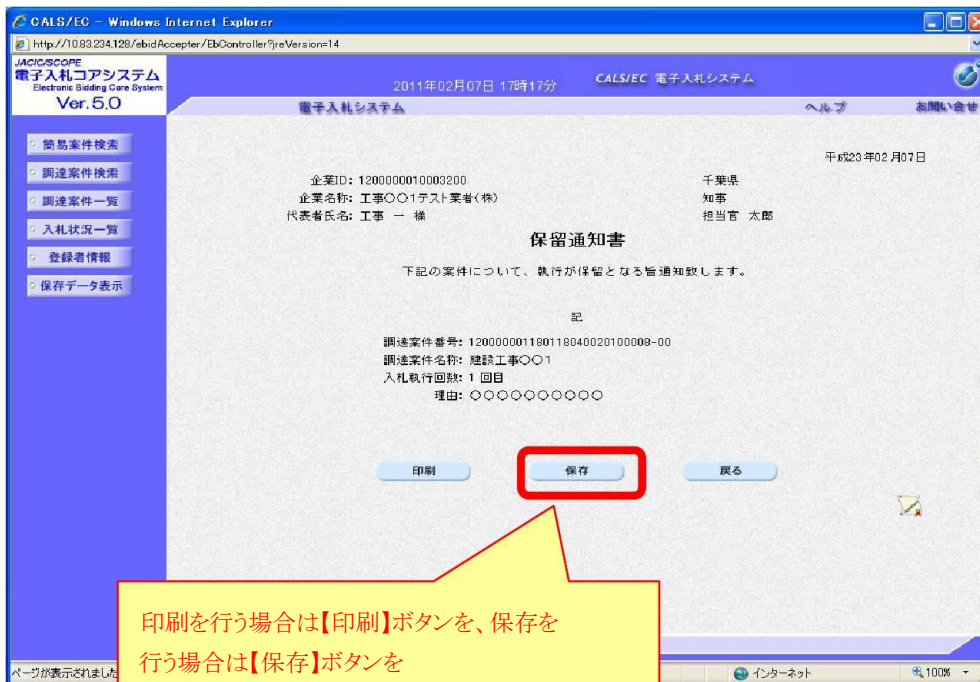 CALS/EC - Windows Internet Explorer
http://10.83.234.128/ebidAccepter/EbController?jreVersion=14
JACIC/SCOPE
電子入札コアシステム
Electronic Bidding Core System
Ver.5.0
2011年02月07日 17時17分
CALS/EC 電子入札システム
電子入札システム
ヘルプ
お問い合せ
簡易案件検索
調達案件検索
調達案件一覧
入札状況一覧
登録者情報
保存データ表示
平成23年02月07日
企業ID: 1200000010003200
千葉県
企業名称: 工事〇〇1テスト業者(株)
知事
代表者氏名: 工事 一 様
担当官 太郎
保留通知書
下記の案件について、執行が保留となる旨通知致します。
記
調達案件番号: 1200000011801180040020100008-00
調達案件名称: 建設工事〇〇1
入札執行回数: 1 回目
理由: 〇〇〇〇〇〇〇〇〇〇
印刷
保存
戻る
印刷を行う場合は【印刷】ボタンを、保存を
行う場合は【保存】ボタンを
ページが表示されました
インターネット
100%